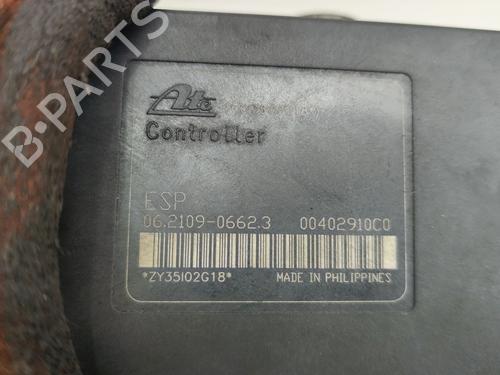 Ate
Controller
ESP
06.2109-0662.3 00402910C0
*ZY35I02G18* MADE IN PHILIPPINES
B-PARTS